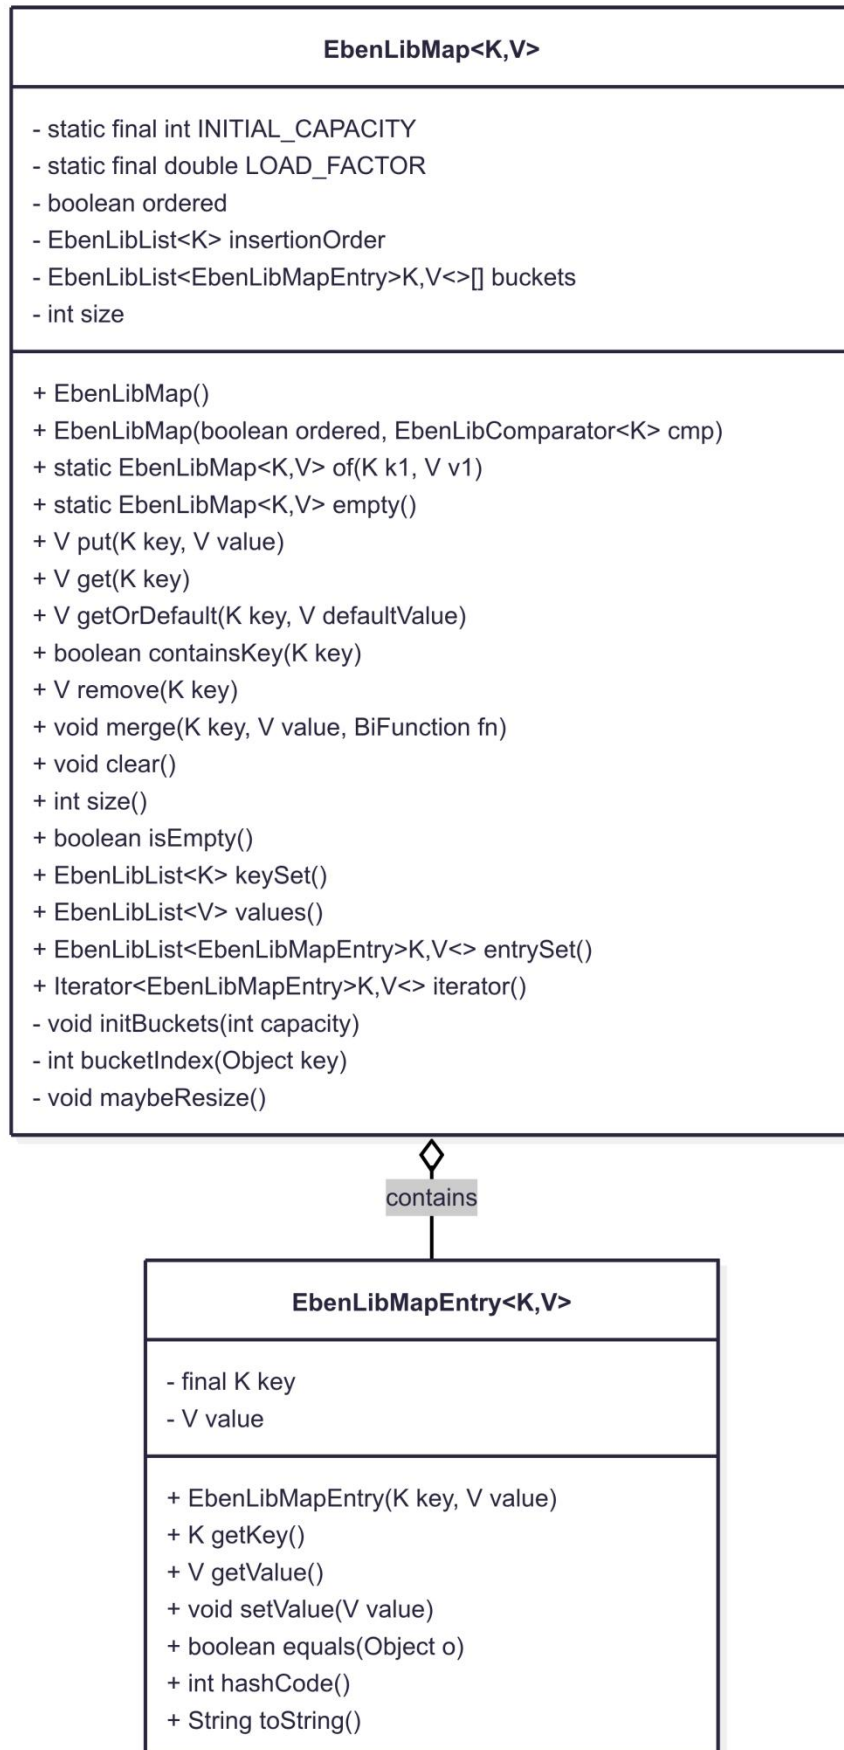 EbenLibMap<K,V>
- static final int INITIAL_CAPACITY
- static final double LOAD_FACTOR
- boolean ordered
- EbenLibList<K> insertionOrder
- EbenLibList<EbenLibMapEntry>K,V<>[] buckets
- int size
+ EbenLibMap()
+ EbenLibMap(boolean ordered, EbenLibComparator<K> cmp)
+ static EbenLibMap<K,V> of(K k1, V v1)
+ static EbenLibMap<K,V> empty()
+ V put(K key, V value)
+ V get(K key)
+ V getOrDefault(K key, V defaultValue)
+ boolean containsKey(K key)
+ V remove(K key)
+ void merge(K key, V value, BiFunction fn)
+ void clear()
+ int size()
+ boolean isEmpty()
+ EbenLibList<K> keySet()
+ EbenLibList<V> values()
+ EbenLibList<EbenLibMapEntry>K,V<> entrySet()
+ Iterator<EbenLibMapEntry>K,V<> iterator()
- void initBuckets(int capacity)
- int bucketIndex(Object key)
- void maybeResize()
contains
EbenLibMapEntry<K,V>
- final K key
- V value
+ EbenLibMapEntry(K key, V value)
+ K getKey()
+ V getValue()
+ void setValue(V value)
+ boolean equals(Object o)
+ int hashCode()
+ String toString()